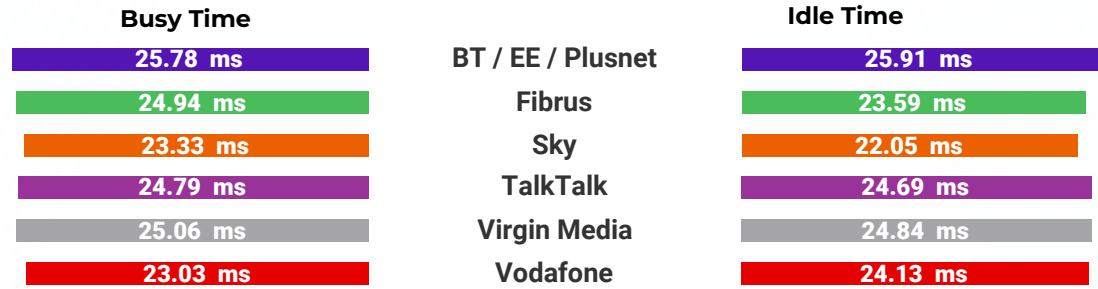 Busy Time Idle Time
25.78 ms BT / EE / Plusnet 25.91 ms
24.94 ms Fibrus 23.59 ms
23.33 ms Sky 22.05 ms
24.79 ms TalkTalk 24.69 ms
25.06 ms Virgin Media 24.84 ms
23.03 ms Vodafone 24.13 ms